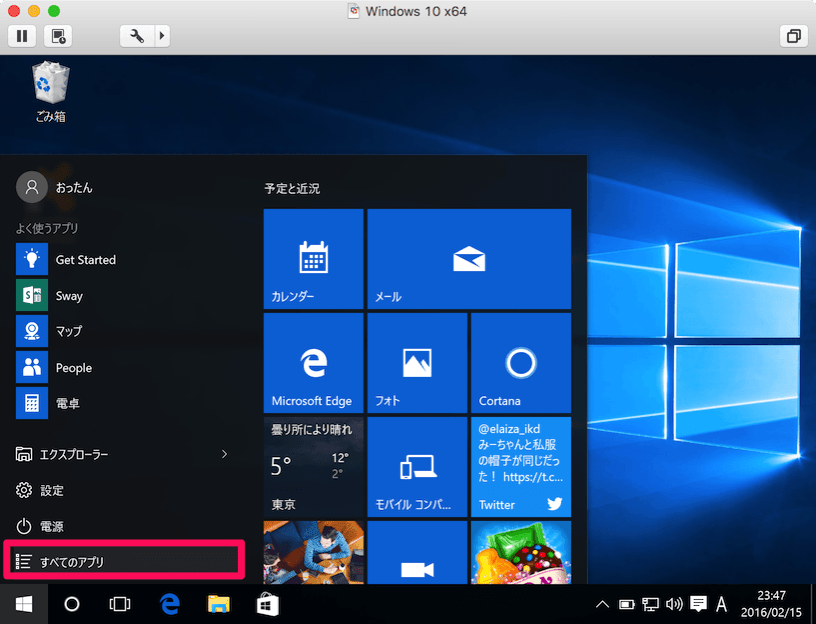 Windows 10 x64
ごみ箱
おったん
よく使うアプリ
Get Started
Sway
マップ
People
電卓
エクスプローラー
設定
電源
すべてのアプリ
予定と近況
カレンダー
メール
Microsoft Edge
フォト
Cortana
曇り所により晴れ
5°
12°
2°
東京
モバイル コンパ...
@elaiza_ikd
みーちゃんと私服
の帽子が同じだっ
た！ https://t.c...
Twitter
A
23:47
2016/02/15